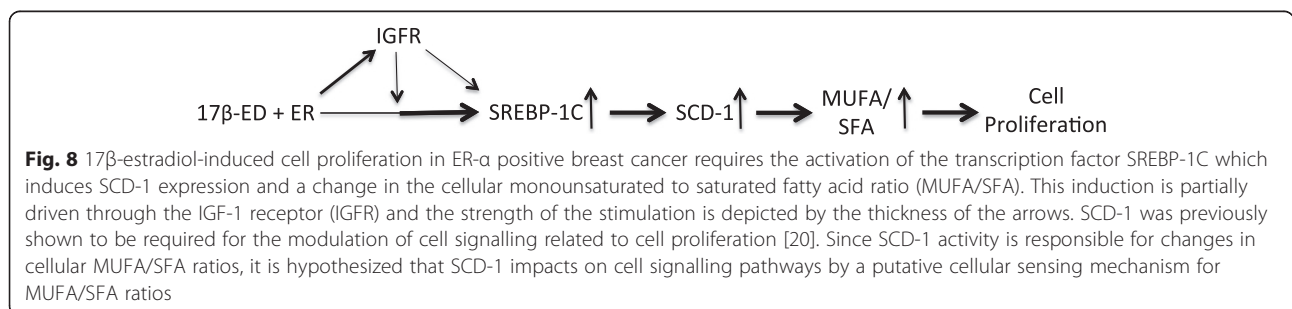 IGFR
17β-ED + ER SREBP-1C SCD-1 MUFA/ SFA Cell Proliferation
Fig. 8 17β-estradiol-induced cell proliferation in ER-α positive breast cancer requires the activation of the transcription factor SREBP-1C which
induces SCD-1 expression and a change in the cellular monounsaturated to saturated fatty acid ratio (MUFA/SFA). This induction is partially
driven through the IGF-1 receptor (IGFR) and the strength of the stimulation is depicted by the thickness of the arrows. SCD-1 was previously
shown to be required for the modulation of cell signalling related to cell proliferation [20]. Since SCD-1 activity is responsible for changes in
cellular MUFA/SFA ratios, it is hypothesized that SCD-1 impacts on cell signalling pathways by a putative cellular sensing mechanism for
MUFA/SFA ratios